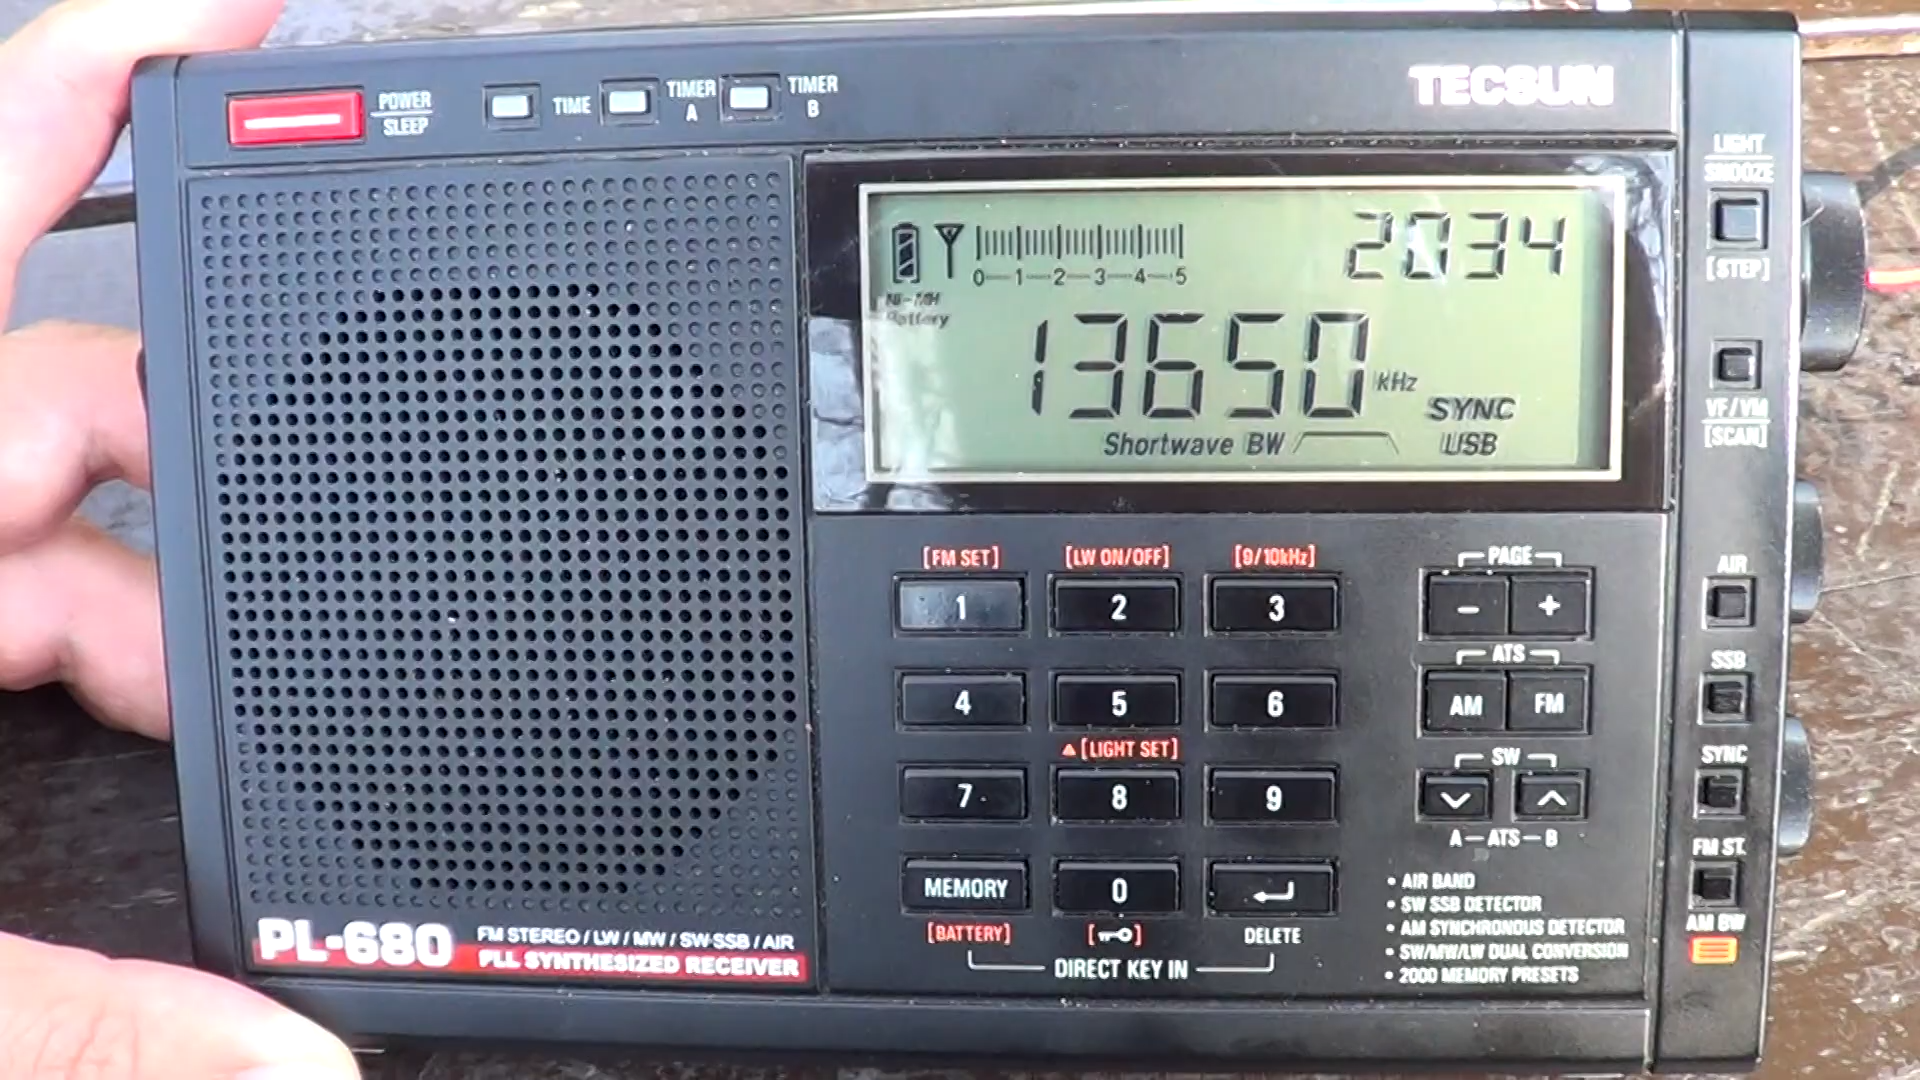 POWER
SLEEP
TIME
TIMER
A
TIMER
B
TECSUN
LIGHT
SNOOZE
[STEP]
2034
0 1 2 3 4 5
Ni-MH
Battery
13650 kHz
SYNC
Shortwave BW USB
VF/VM
[SCAN]
[FM SET] [LW ON/OFF] [9/10kHz] PAGE
1 2 3 - +
AIR
ATS
4 5 6 AM FM
SSB
▲[LIGHT SET] SW
7 8 9
SYNC
A-ATS-B
FM ST.
MEMORY 0
AM BW
[BATTERY] DELETE
DIRECT KEY IN
• AIR BAND
• SW SSB DETECTOR
• AM SYNCHRONOUS DETECTOR
• SW/MW/LW DUAL CONVERSION
• 2000 MEMORY PRESETS
PL-680
FM STEREO / LW / MW / SW-SSB / AIR
PLL SYNTHESIZED RECEIVER